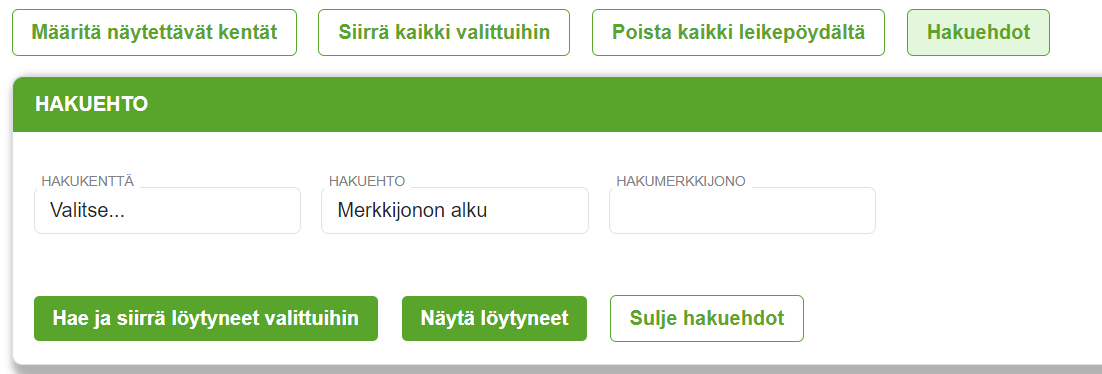 Määritä näytettävät kentät Siirrä kaikki valittuihin Poista kaikki leikepöydältä Hakuehdot
HAKUEHTO
HAKUKENTTÄ HAKUEHTO HAKUMERKKIJONO
Valitse... Merkkijonon alku
Hae ja siirrä löytyneet valittuihin Näytä löytyneet Sulje hakuehdot